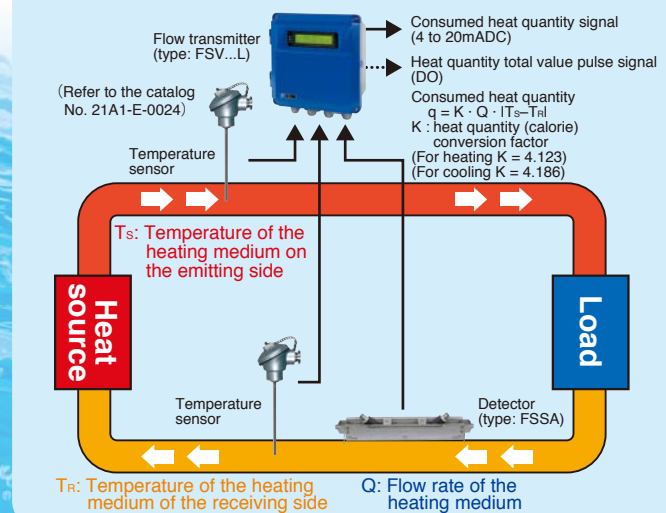 Flow transmitter
(type: FSV...L)
(Refer to the catalog
No. 21A1-E-0024)
Temperature
sensor
Consumed heat quantity signal
(4 to 20mADC)
Heat quantity total value pulse signal
(DO)
Consumed heat quantity
q = K · Q · |Ts–TR|
K : heat quantity (calorie)
conversion factor
(For heating K = 4.123)
(For cooling K = 4.186)
Ts: Temperature of the
heating medium on
the emitting side
Heat
source
Load
Temperature
sensor
Detector
(type: FSSA)
TR: Temperature of the heating
medium of the receiving side
Q: Flow rate of the
heating medium